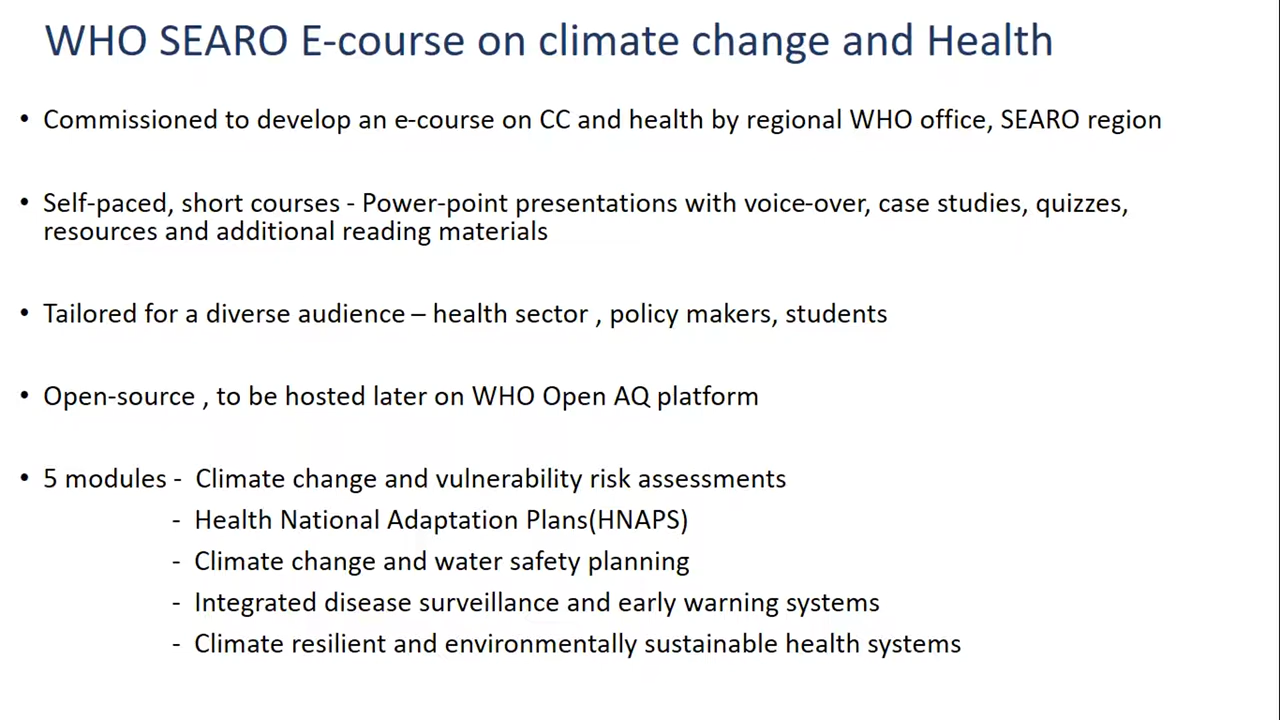 WHO SEARO E-course on climate change and Health
• Commissioned to develop an e-course on CC and health by regional WHO office, SEARO region
• Self-paced, short courses - Power-point presentations with voice-over, case studies, quizzes,
resources and additional reading materials
• Tailored for a diverse audience – health sector , policy makers, students
• Open-source , to be hosted later on WHO Open AQ platform
• 5 modules - Climate change and vulnerability risk assessments
- Health National Adaptation Plans(HNAPS)
- Climate change and water safety planning
- Integrated disease surveillance and early warning systems
- Climate resilient and environmentally sustainable health systems